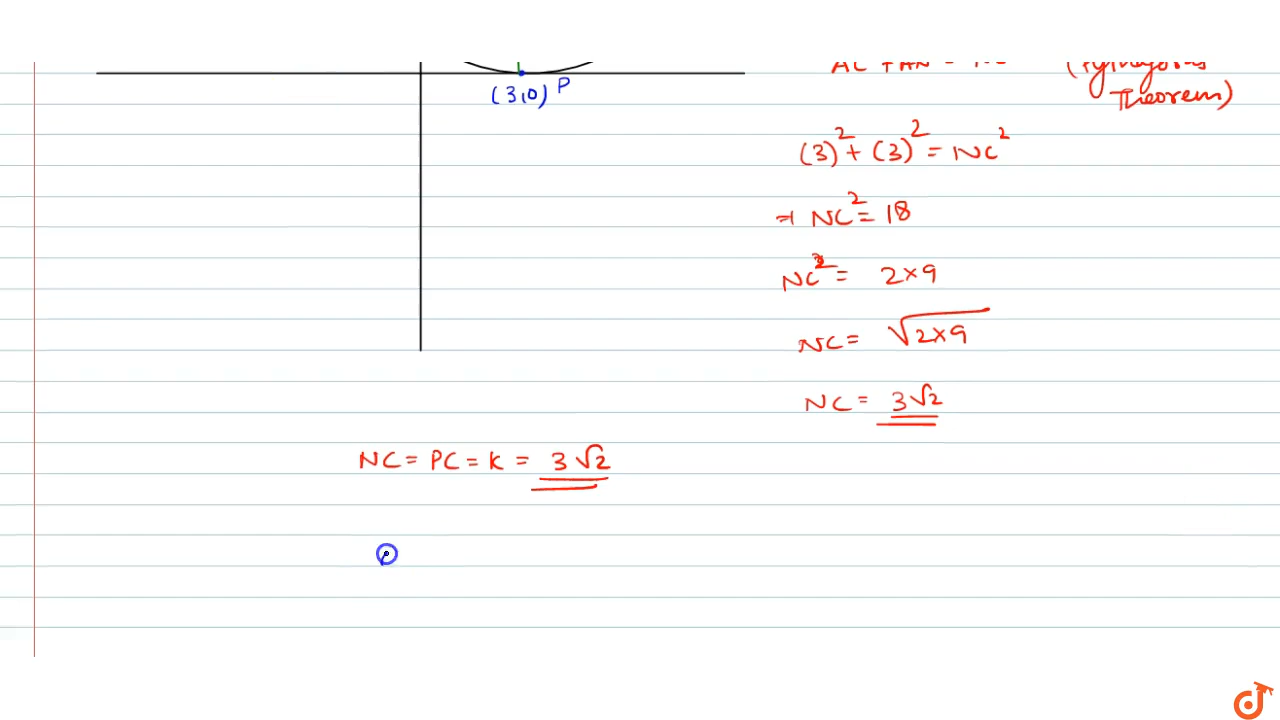 (3,0) P
Theorem)
(3)² + (3)² = NC²
⇒ NC² = 18
NC² = 2×9
NC = √2×9
NC = 3√2
NC = PC = K = 3√2